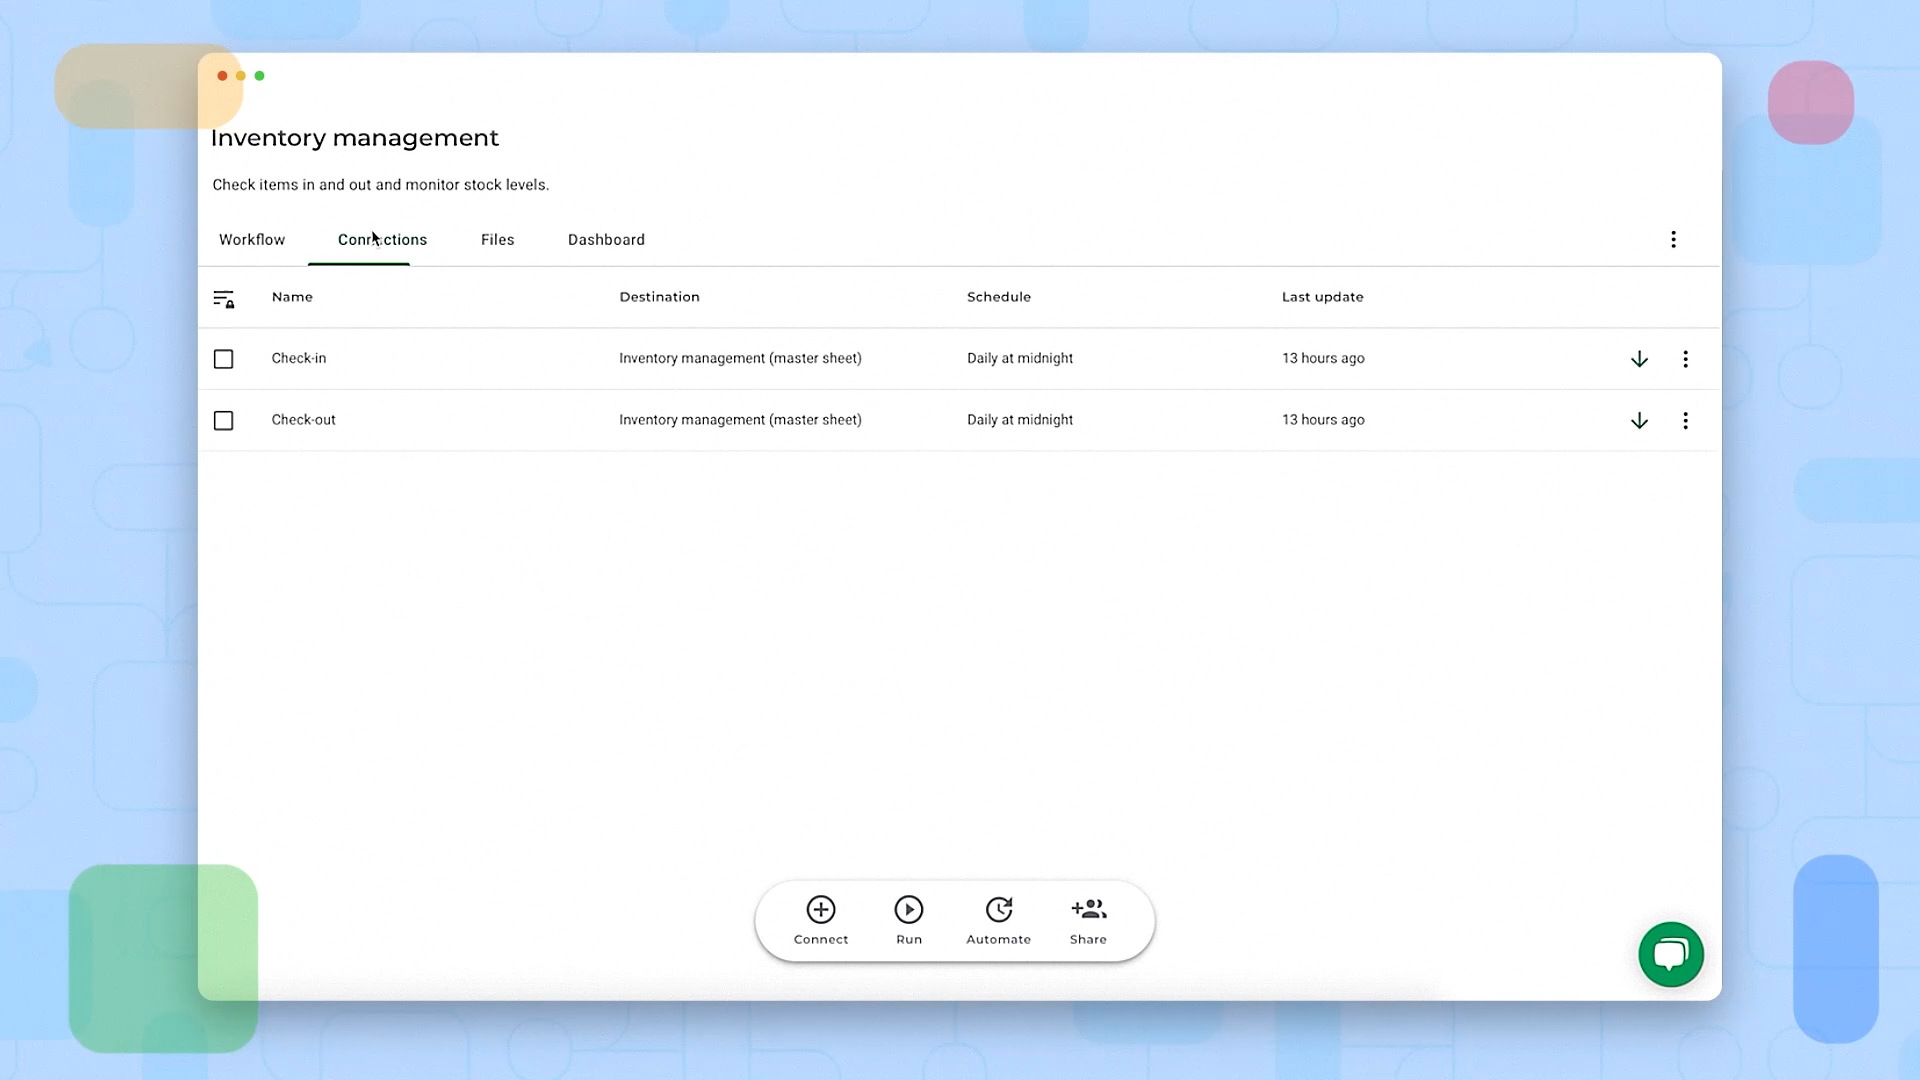 Inventory management
Check items in and out and monitor stock levels.
Workflow Connections Files Dashboard
Name Destination Schedule Last update
Check-in Inventory management (master sheet) Daily at midnight 13 hours ago
Check-out Inventory management (master sheet) Daily at midnight 13 hours ago
Connect Run Automate Share